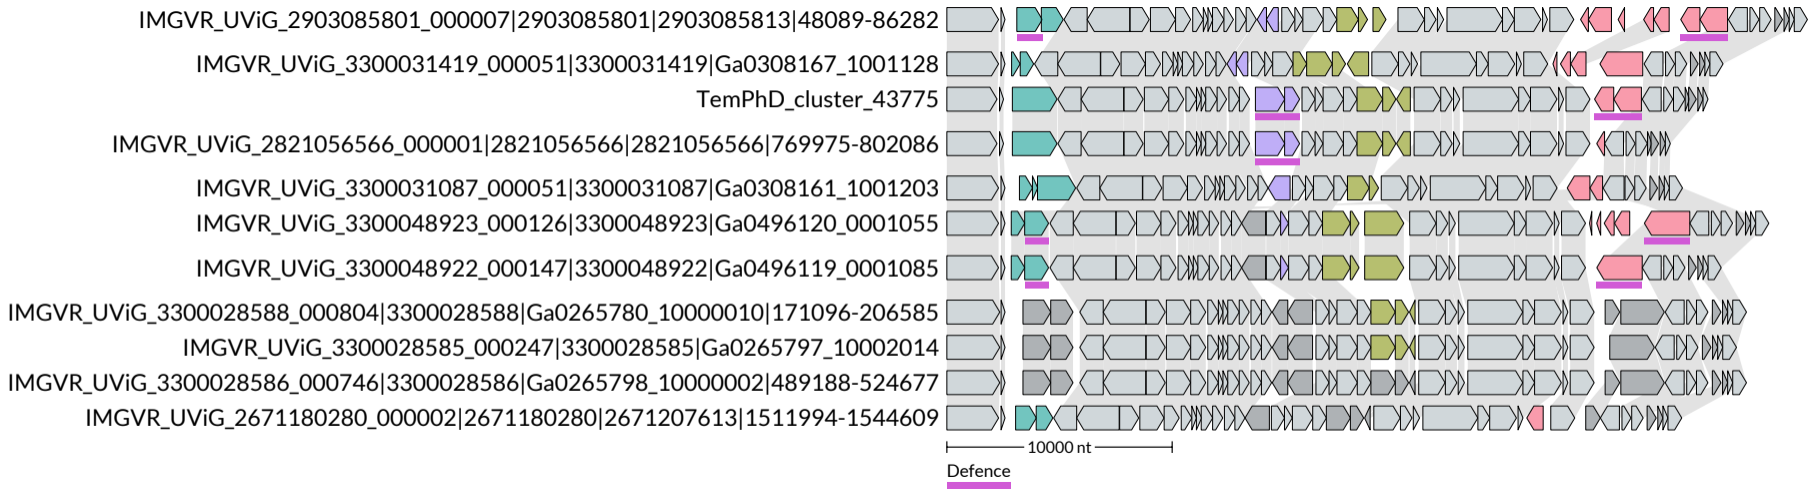 IMGVR_UViG_2903085801_000007|2903085801|2903085813|48089-86282
IMGVR_UViG_3300031419_000051|3300031419|Ga0308167_1001128
TemPhD_cluster_43775
IMGVR_UViG_2821056566_000001|2821056566|2821056566|769975-802086
IMGVR_UViG_3300031087_000051|3300031087|Ga0308161_1001203
IMGVR_UViG_3300048923_000126|3300048923|Ga0496120_0001055
IMGVR_UViG_3300048922_000147|3300048922|Ga0496119_0001085
IMGVR_UViG_3300028588_000804|3300028588|Ga0265780_10000010|171096-206585
IMGVR_UViG_3300028585_000247|3300028585|Ga0265797_10002014
IMGVR_UViG_3300028586_000746|3300028586|Ga0265798_10000002|489188-524677
IMGVR_UViG_2671180280_000002|2671180280|2671207613|1511994-1544609
10000 nt
Defence